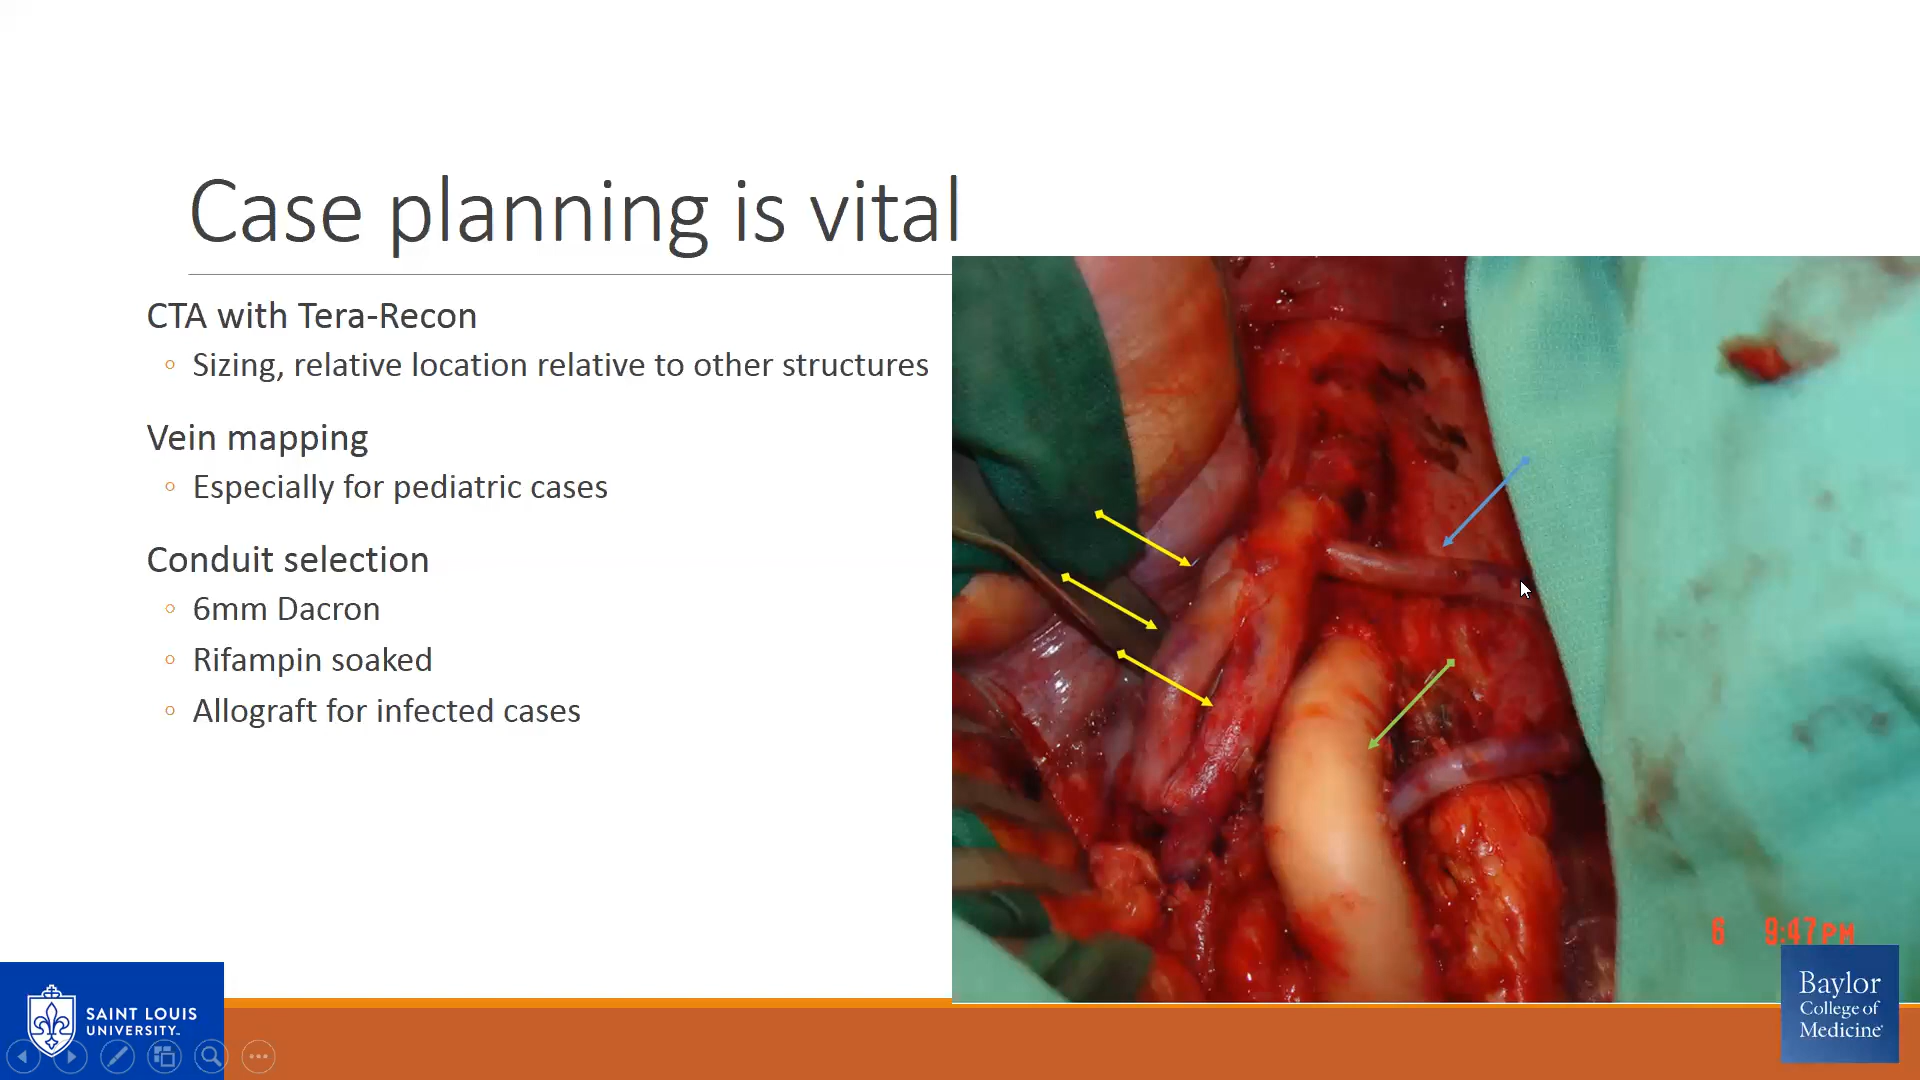 Case planning is vital
CTA with Tera-Recon
Sizing, relative location relative to other structures
Vein mapping
Especially for pediatric cases
Conduit selection
6mm Dacron
Rifampin soaked
Allograft for infected cases
6 9:47PM
SAINT LOUIS
UNIVERSITY™
Baylor
College of
Medicine®